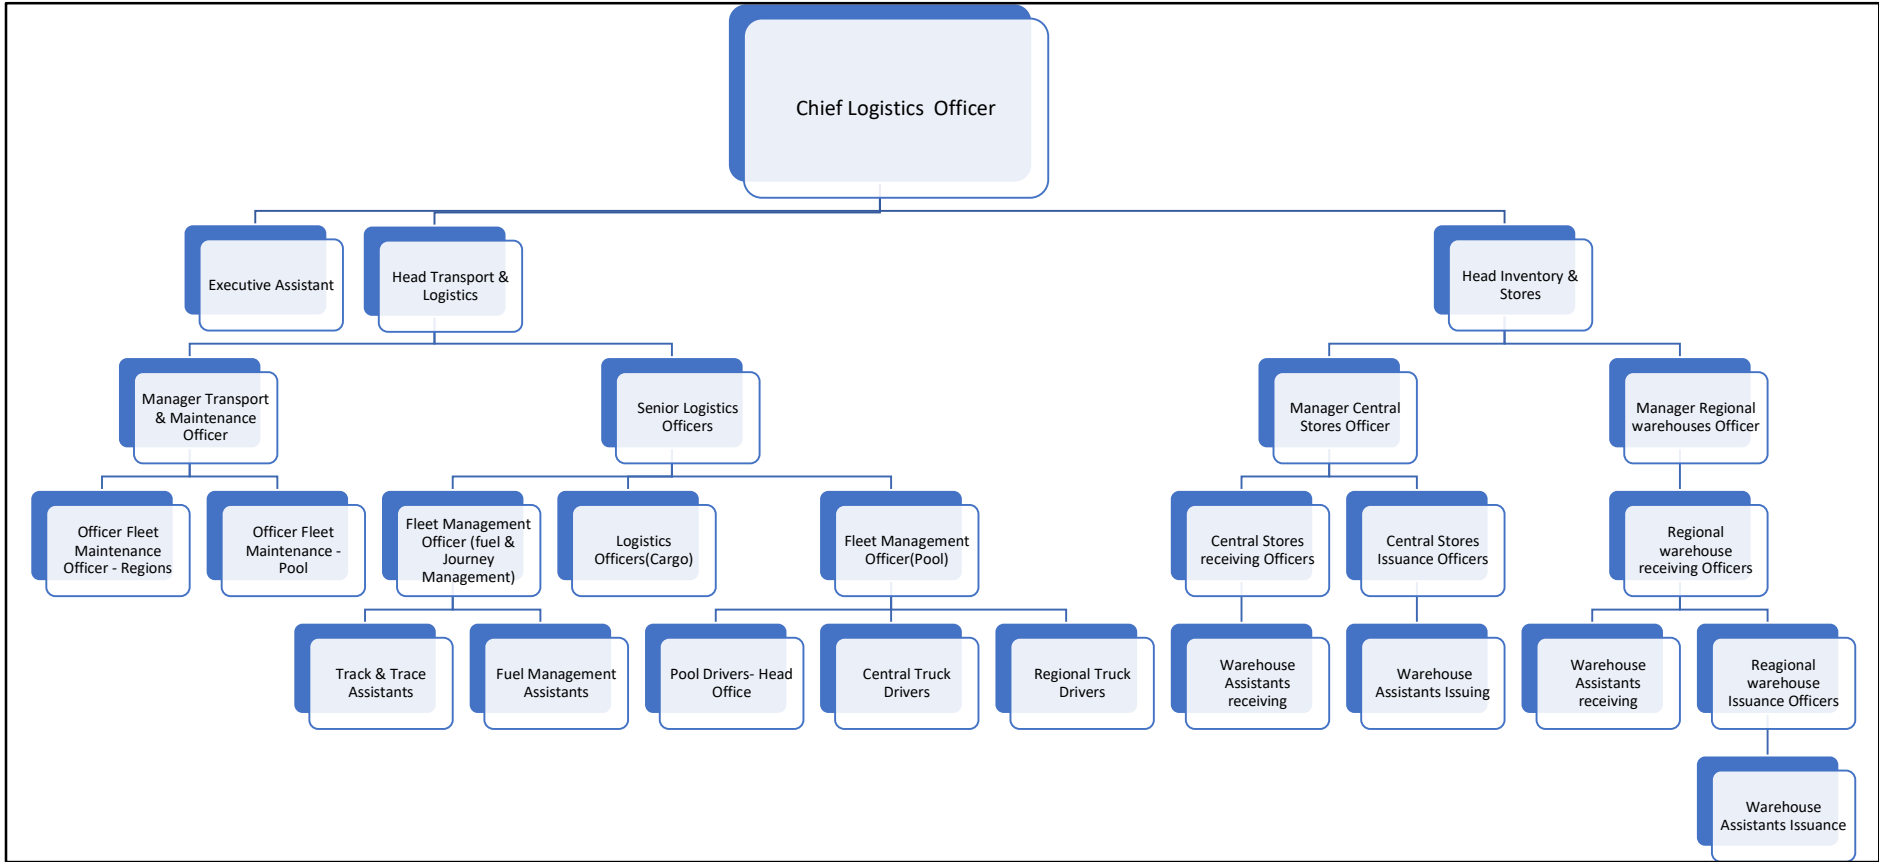 Chief Logistics  Officer
Executive Assistant
Head Transport &
Logistics
Head Inventory &
Stores
Manager Transport
& Maintenance
Officer
Senior Logistics
Officers
Manager Central
Stores Officer
Manager Regional
warehouses Officer
Officer Fleet
Maintenance
Officer - Regions
Officer Fleet
Maintenance -
Pool
Fleet Management
Officer (fuel &
Journey
Management)
Logistics
Officers(Cargo)
Fleet Management
Officer(Pool)
Central Stores
receiving Officers
Central Stores
Issuance Officers
Regional
warehouse
receiving Officers
Track & Trace
Assistants
Fuel Management
Assistants
Pool Drivers- Head
Office
Central Truck
Drivers
Regional Truck
Drivers
Warehouse
Assistants
receiving
Warehouse
Assistants Issuing
Warehouse
Assistants
receiving
Reagional
warehouse
Issuance Officers
Warehouse
Assistants Issuance